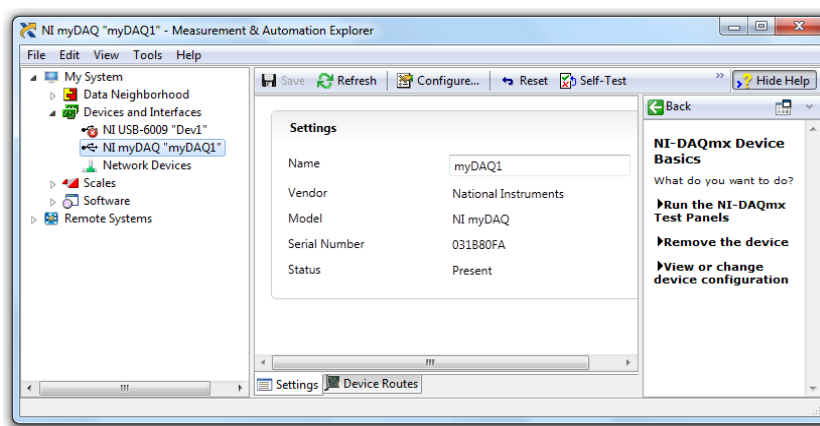 NI myDAQ "myDAQ1" - Measurement & Automation Explorer
File Edit View Tools Help
My System
Data Neighborhood
Devices and Interfaces
NI USB-6009 "Dev1"
NI myDAQ "myDAQ1"
Network Devices
Scales
Software
Remote Systems
Save Refresh Configure... Reset Self-Test » Hide Help
Settings
Name myDAQ1
Vendor National Instruments
Model NI myDAQ
Serial Number 031B80FA
Status Present
Settings Device Routes
Back
NI-DAQmx Device
Basics
What do you want to do?
Run the NI-DAQmx
Test Panels
Remove the device
View or change
device configuration